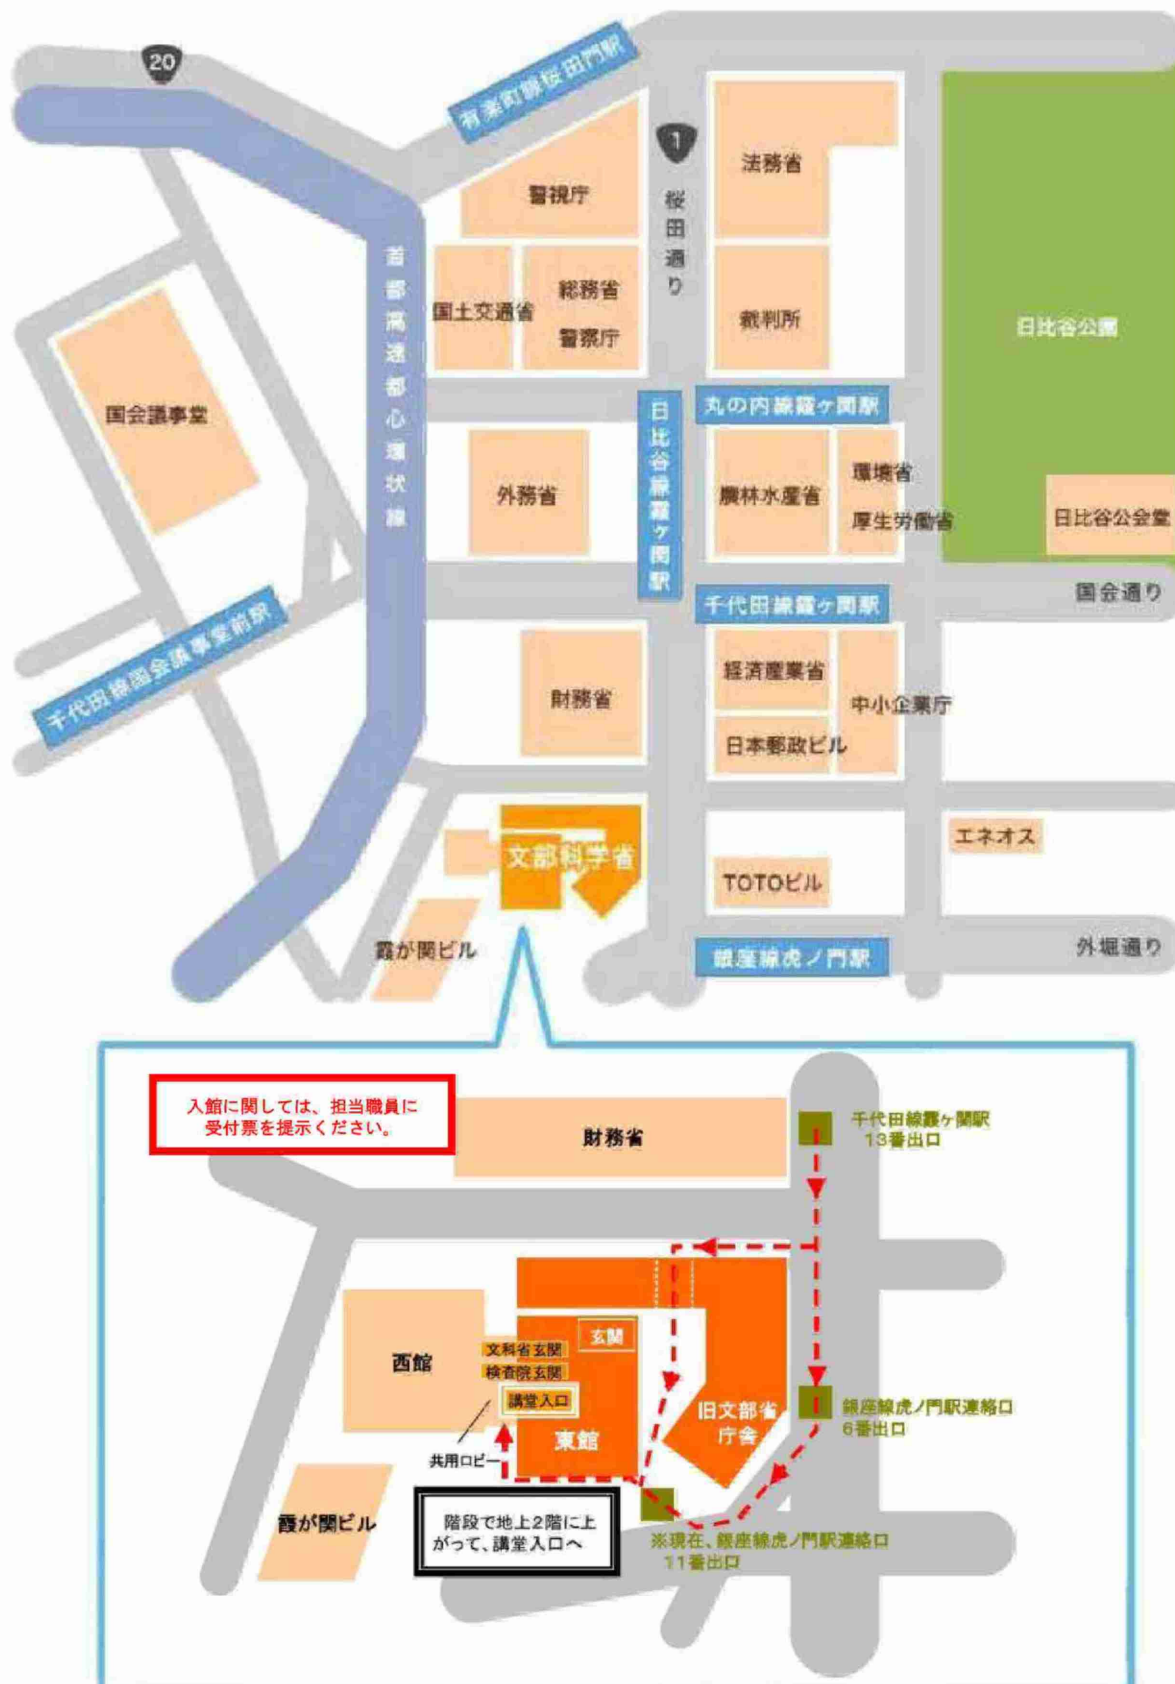 20
有楽町線桜田門駅
1
桜田通り
法務省
警視庁
首都高速都心環状線
国土交通省
総務省
警察庁
裁判所
日比谷公園
国会議事堂
丸の内線霞ヶ関駅
日比谷線霞ヶ関駅
外務省
農林水産省
環境省
厚生労働省
日比谷公会堂
国会通り
千代田線霞ヶ関駅
千代田線国会議事堂前駅
財務省
経済産業省
中小企業庁
日本郵政ビル
文部科学省
エネオス
TOTOビル
霞が関ビル
銀座線虎ノ門駅
外堀通り
入館に関しては、担当職員に
受付票を提示ください。
財務省
千代田線霞ヶ関駅
13番出口
西館
文科省玄関
玄関
検査院玄関
講堂入口
東館
共用ロビー
旧文部省
庁舎
銀座線虎ノ門駅連絡口
6番出口
霞が関ビル
階段で地上2階に上
がって、講堂入口へ
※現在、銀座線虎ノ門駅連絡口
11番出口